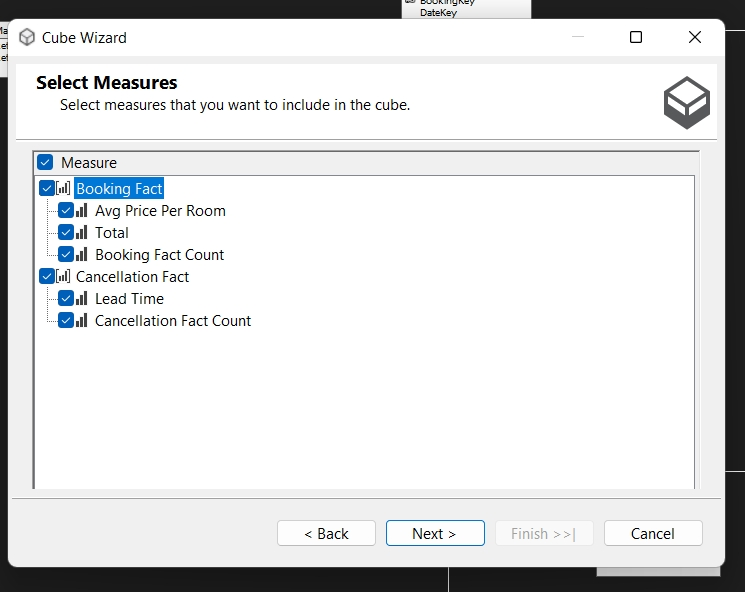 BookingKey
DateKey
Cube Wizard
Select Measures
Select measures that you want to include in the cube.
Measure
Booking Fact
Avg Price Per Room
Total
Booking Fact Count
Cancellation Fact
Lead Time
Cancellation Fact Count
< Back
Next >
Finish >>|
Cancel